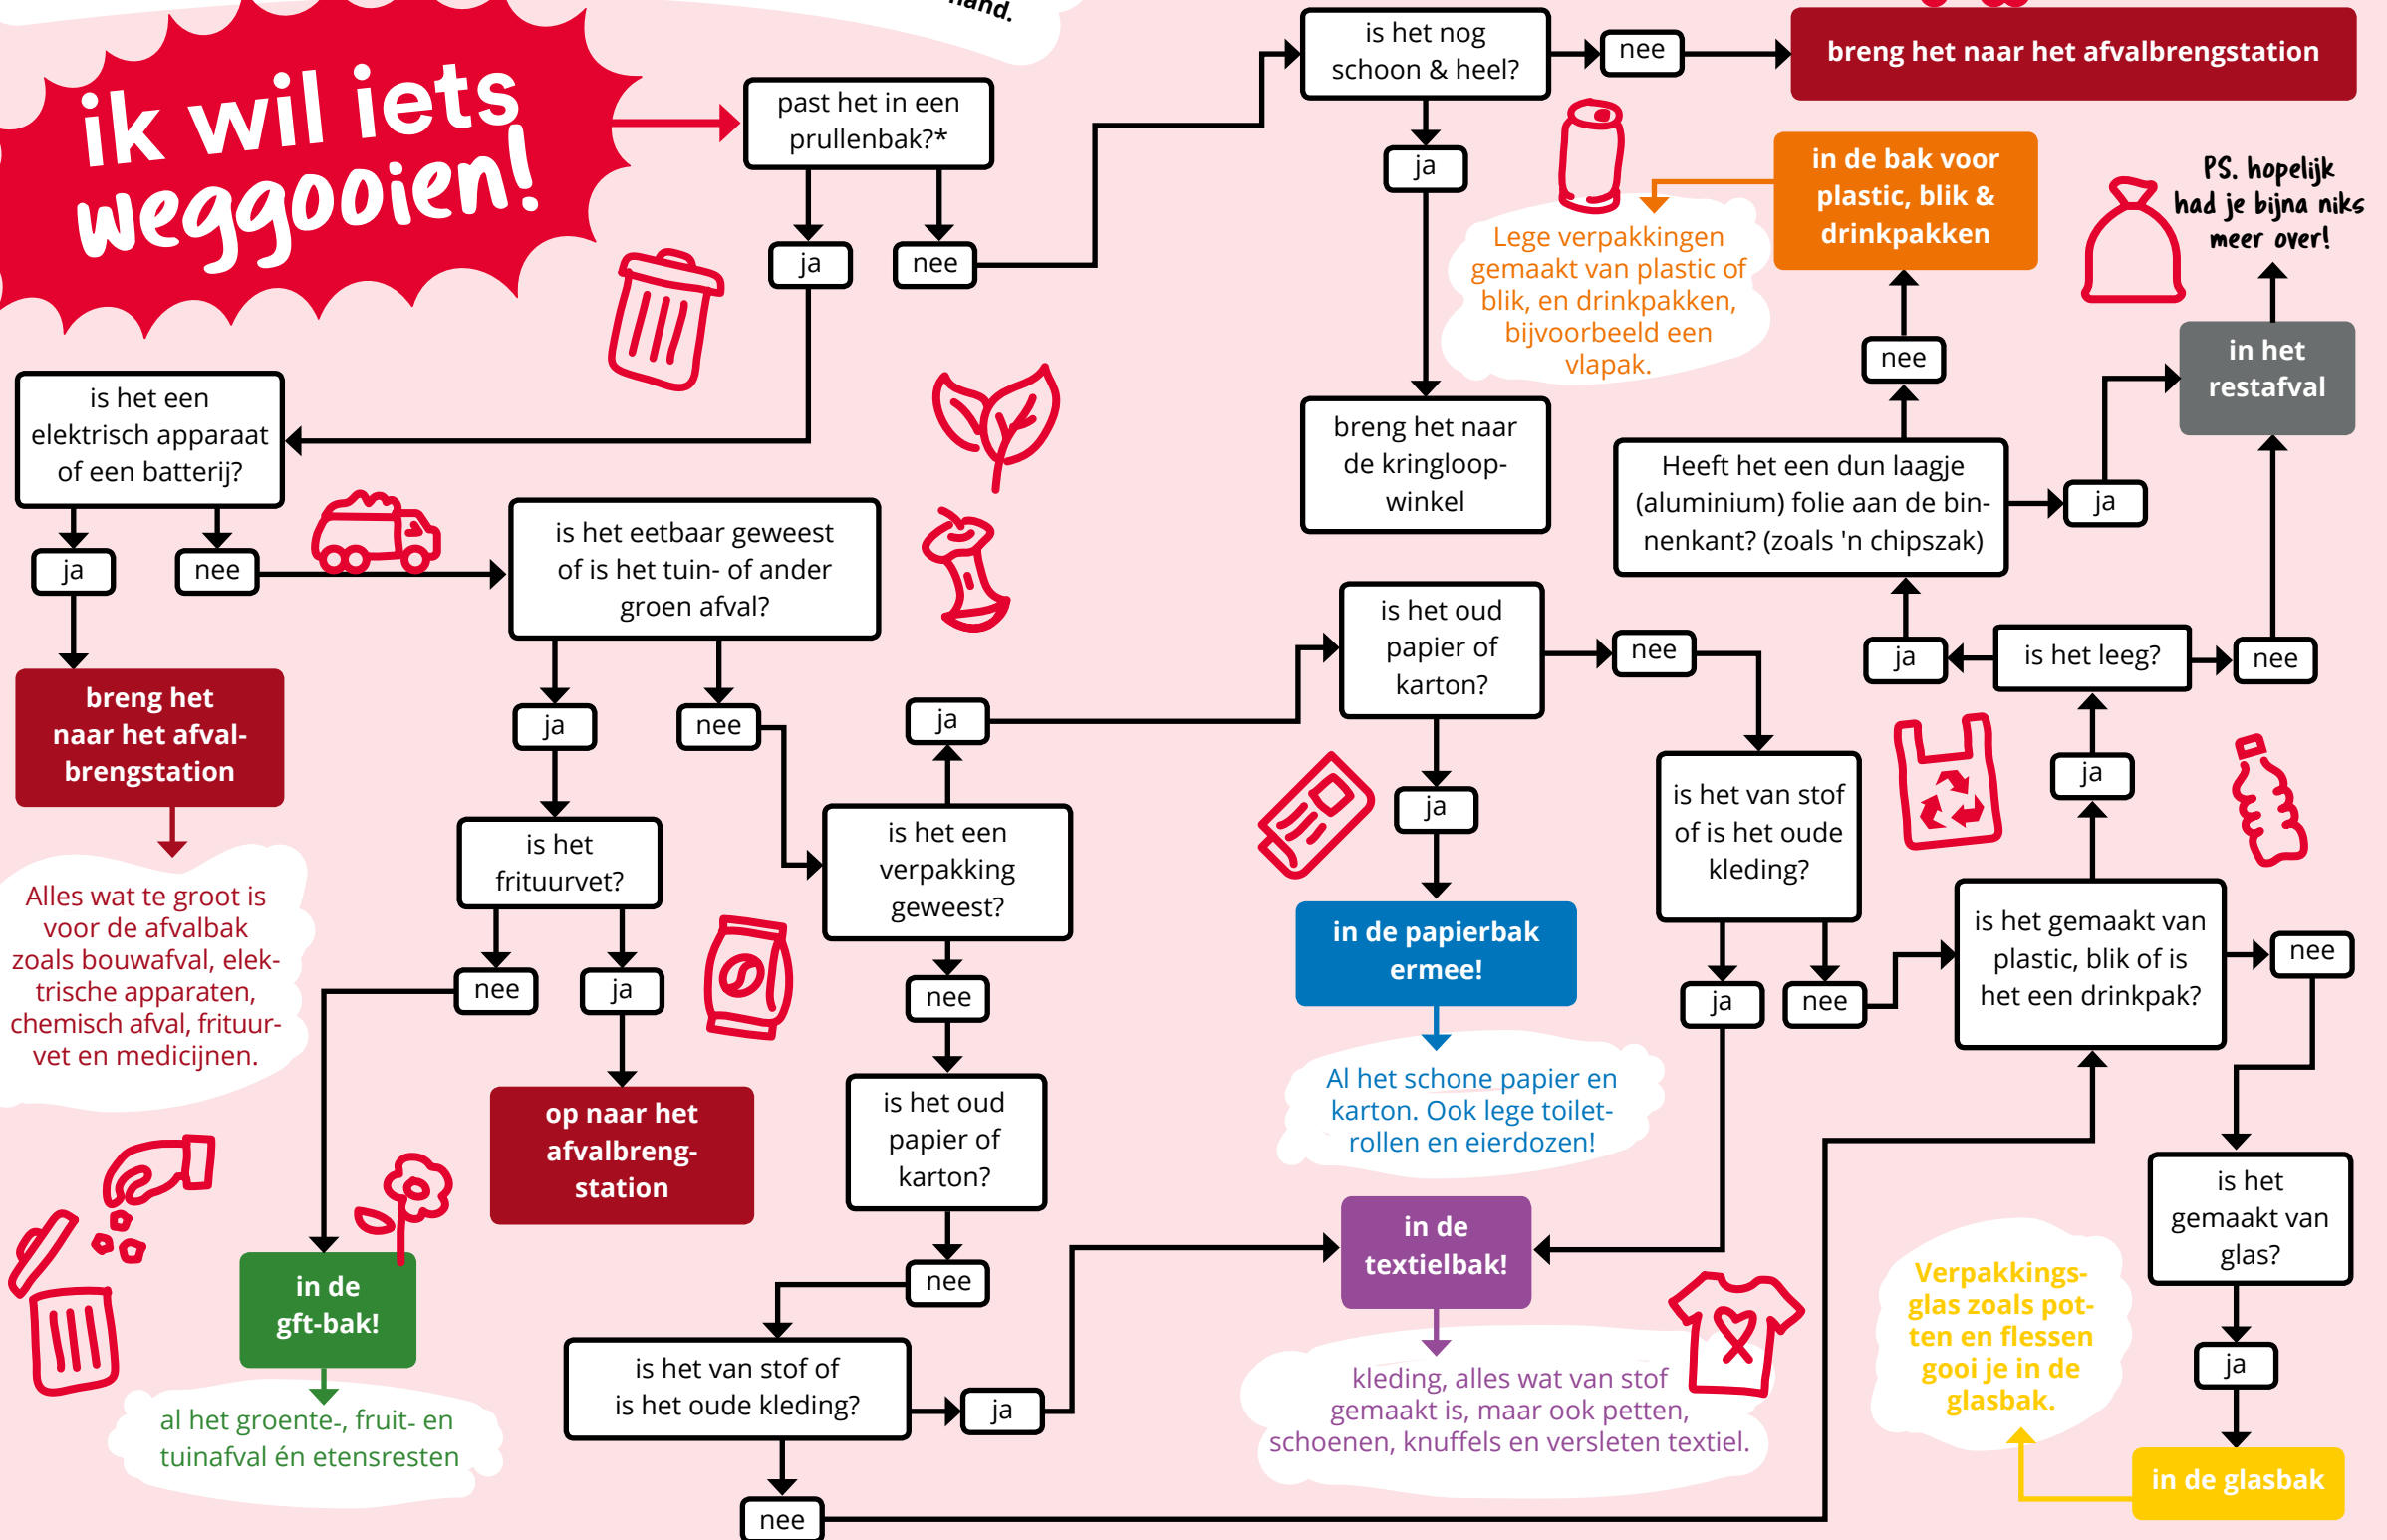 hand.
ik wil iets
weggooien!
past het in een
prullenbak?*
ja
nee
is het nog
schoon & heel?
nee
breng het naar het afvalbrengstation
ja
breng het naar
de kringloop-
winkel
in de bak voor
plastic, blik &
drinkpakken
Lege verpakkingen
gemaakt van plastic of
blik, en drinkpakken,
bijvoorbeeld een
vlapak.
PS. hopelijk
had je bijna niks
meer over!
in het
restafval
nee
Heeft het een dun laagje
(aluminium) folie aan de bin-
nenkant? (zoals 'n chipszak)
ja
ja
is het leeg?
nee
ja
is het een
elektrisch apparaat
of een batterij?
ja
nee
breng het
naar het afval-
brengstation
Alles wat te groot is
voor de afvalbak
zoals bouwafval, elek-
trische apparaten,
chemisch afval, frituur-
vet en medicijnen.
is het eetbaar geweest
of is het tuin- of ander
groen afval?
ja
nee
is het
frituurvet?
nee
ja
op naar het
afvalbreng-
station
in de
gft-bak!
al het groente-, fruit- en
tuinafval én etensresten
ja
is het een
verpakking
geweest?
nee
is het oud
papier of
karton?
nee
is het van stof of
is het oude kleding?
ja
nee
is het oud
papier of
karton?
nee
ja
in de papierbak
ermee!
Al het schone papier en
karton. Ook lege toilet-
rollen en eierdozen!
is het van stof
of is het oude
kleding?
ja
nee
in de
textielbak!
kleding, alles wat van stof
gemaakt is, maar ook petten,
schoenen, knuffels en versleten textiel.
is het gemaakt van
plastic, blik of is
het een drinkpak?
nee
is het
gemaakt van
glas?
ja
in de glasbak
Verpakkings-
glas zoals pot-
ten en flessen
gooi je in de
glasbak.